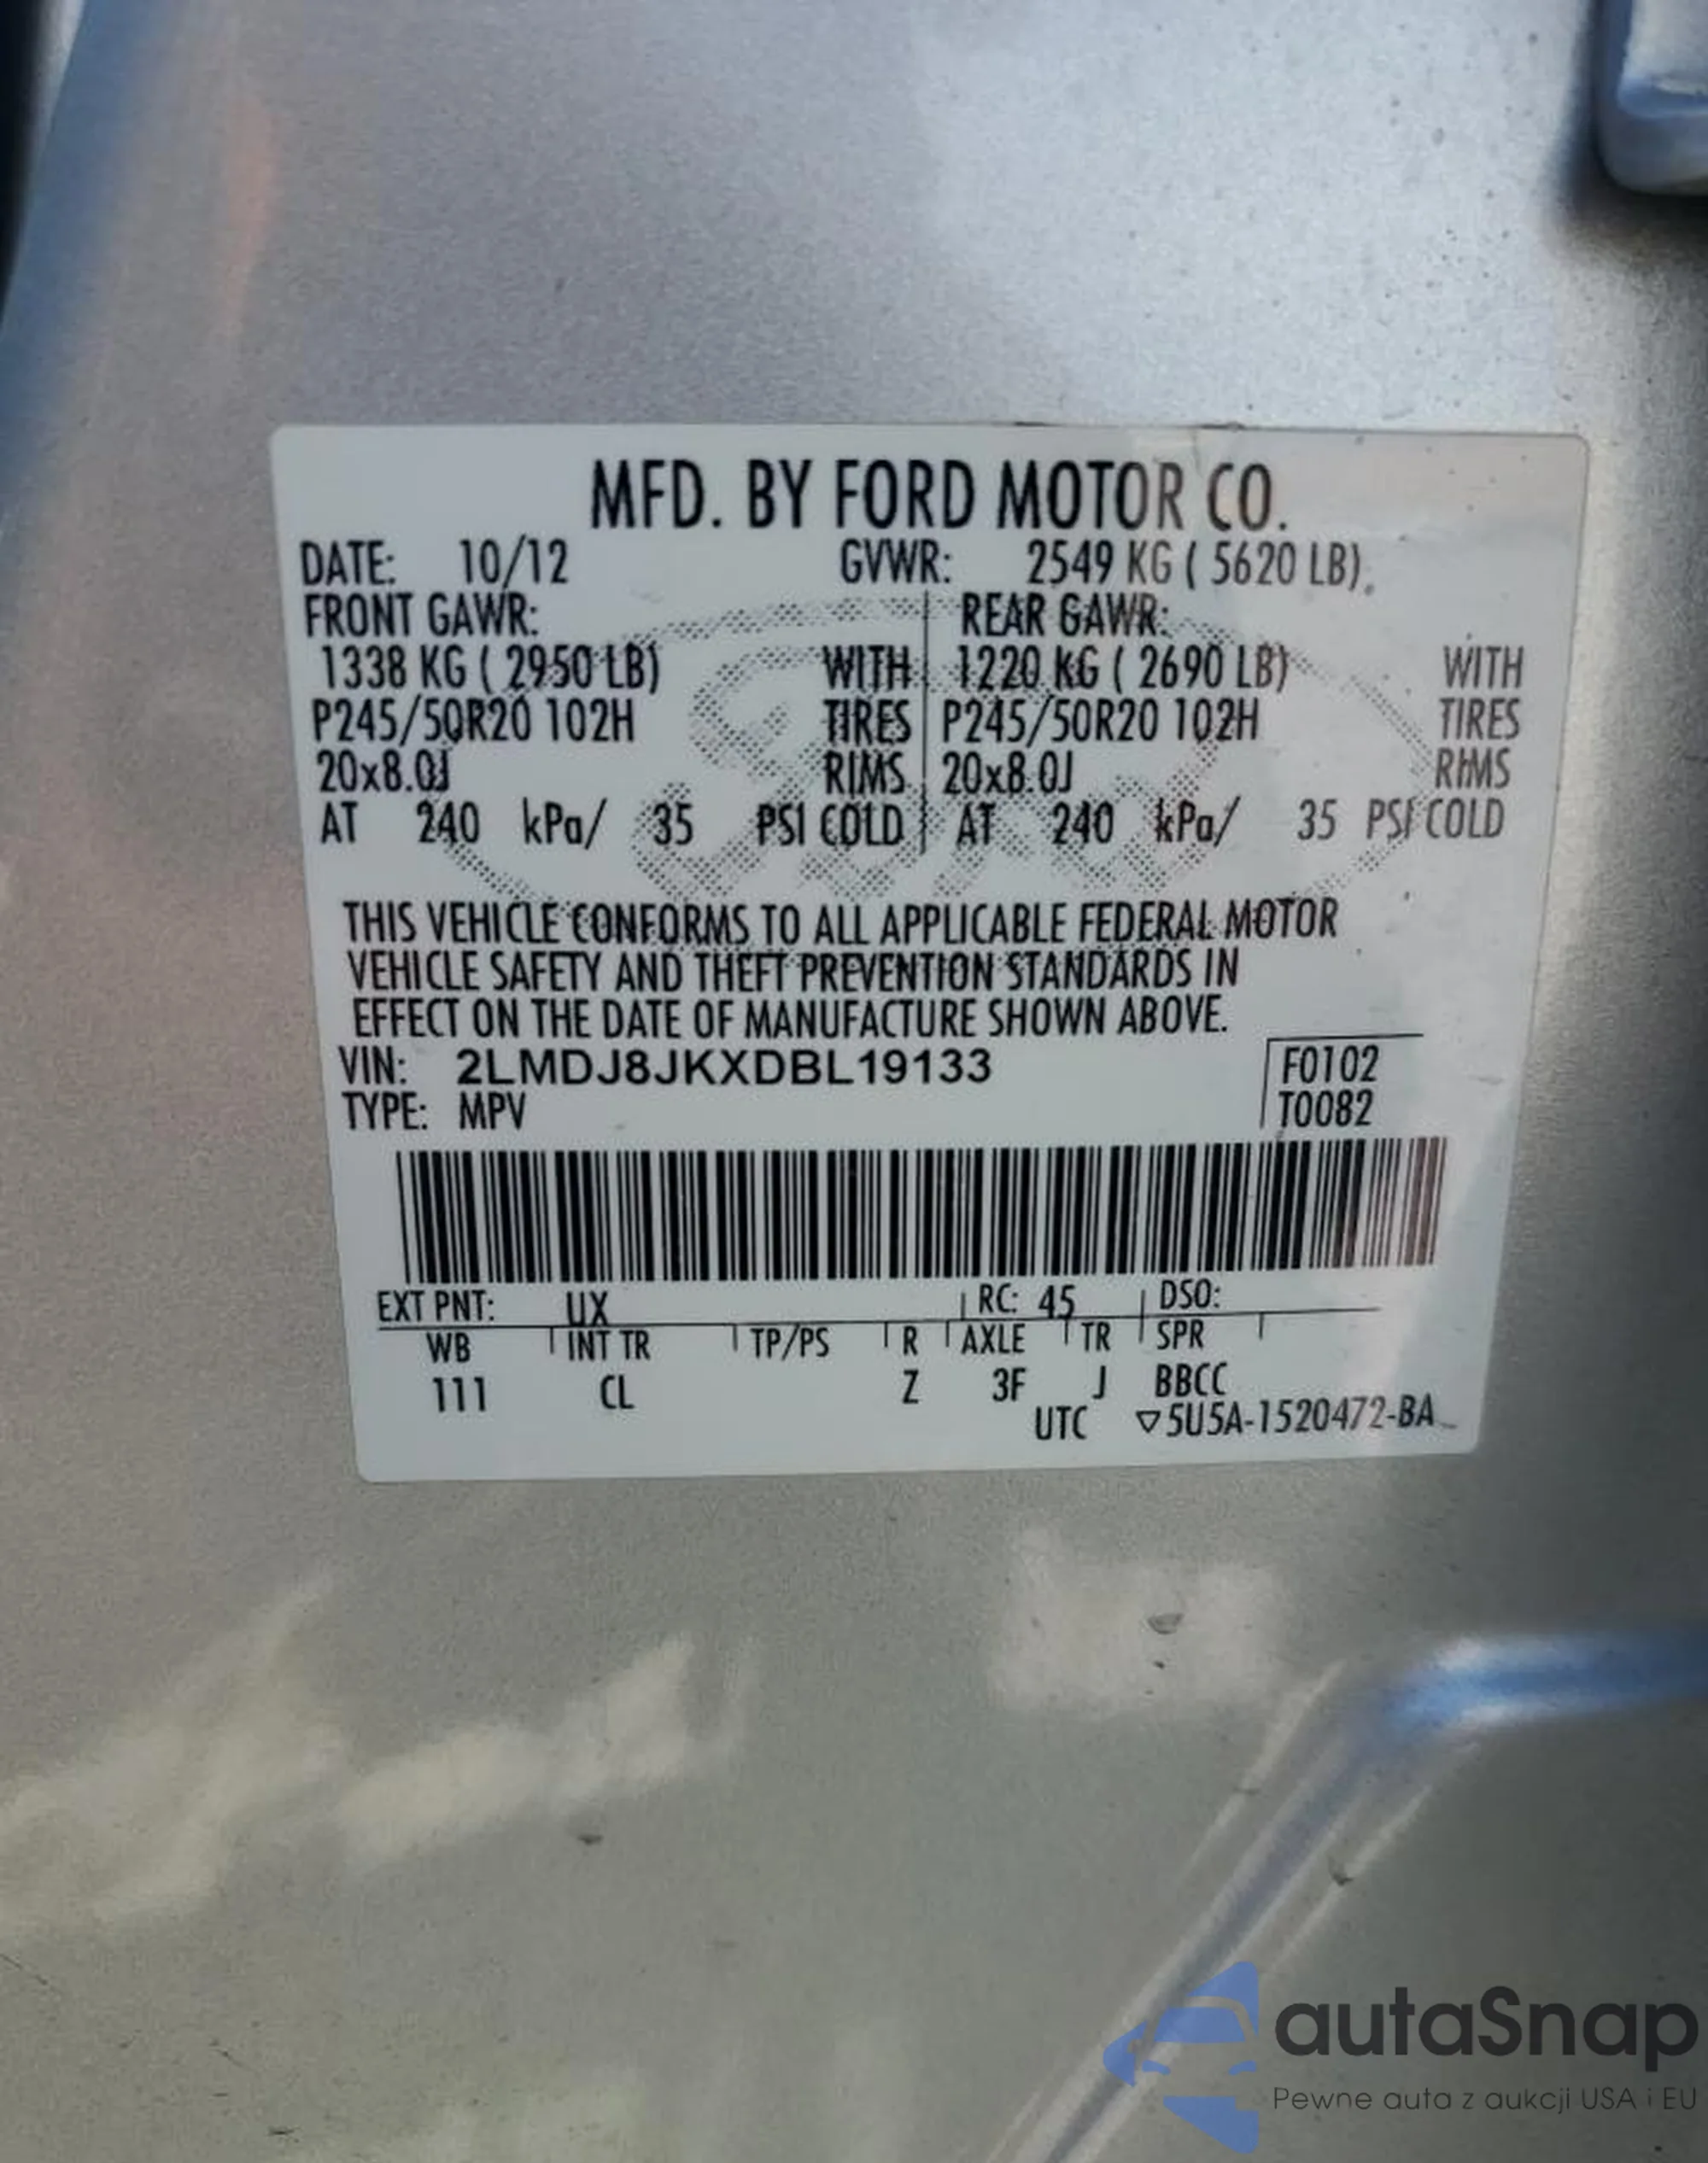 MFD. BY FORD MOTOR CO.
DATE: 10/12 GVWR: 2549 KG ( 5620 LB)
FRONT GAWR: REAR GAWR:
1338 KG ( 2950 LB) WITH 1220 KG ( 2690 LB) WITH
P245/50R20 102H TIRES P245/50R20 102H TIRES
20x8.0J RIMS 20x8.0J RIMS
AT 240 kPa/ 35 PSI COLD AT 240 kPa/ 35 PSI COLD
THIS VEHICLE CONFORMS TO ALL APPLICABLE FEDERAL MOTOR
VEHICLE SAFETY AND THEFT PREVENTION STANDARDS IN
EFFECT ON THE DATE OF MANUFACTURE SHOWN ABOVE.
VIN: 2LMDJ8JKXDBL19133 F0102
TYPE: MPV T0082
EXT PNT: UX RC: 45 DSO:
WB INT TR TP/PS R AXLE TR SPR
111 CL Z 3F J BBCC
UTC ▽5U5A-1520472-BA
autaSnap
Pewne auta z aukcji USA i EU